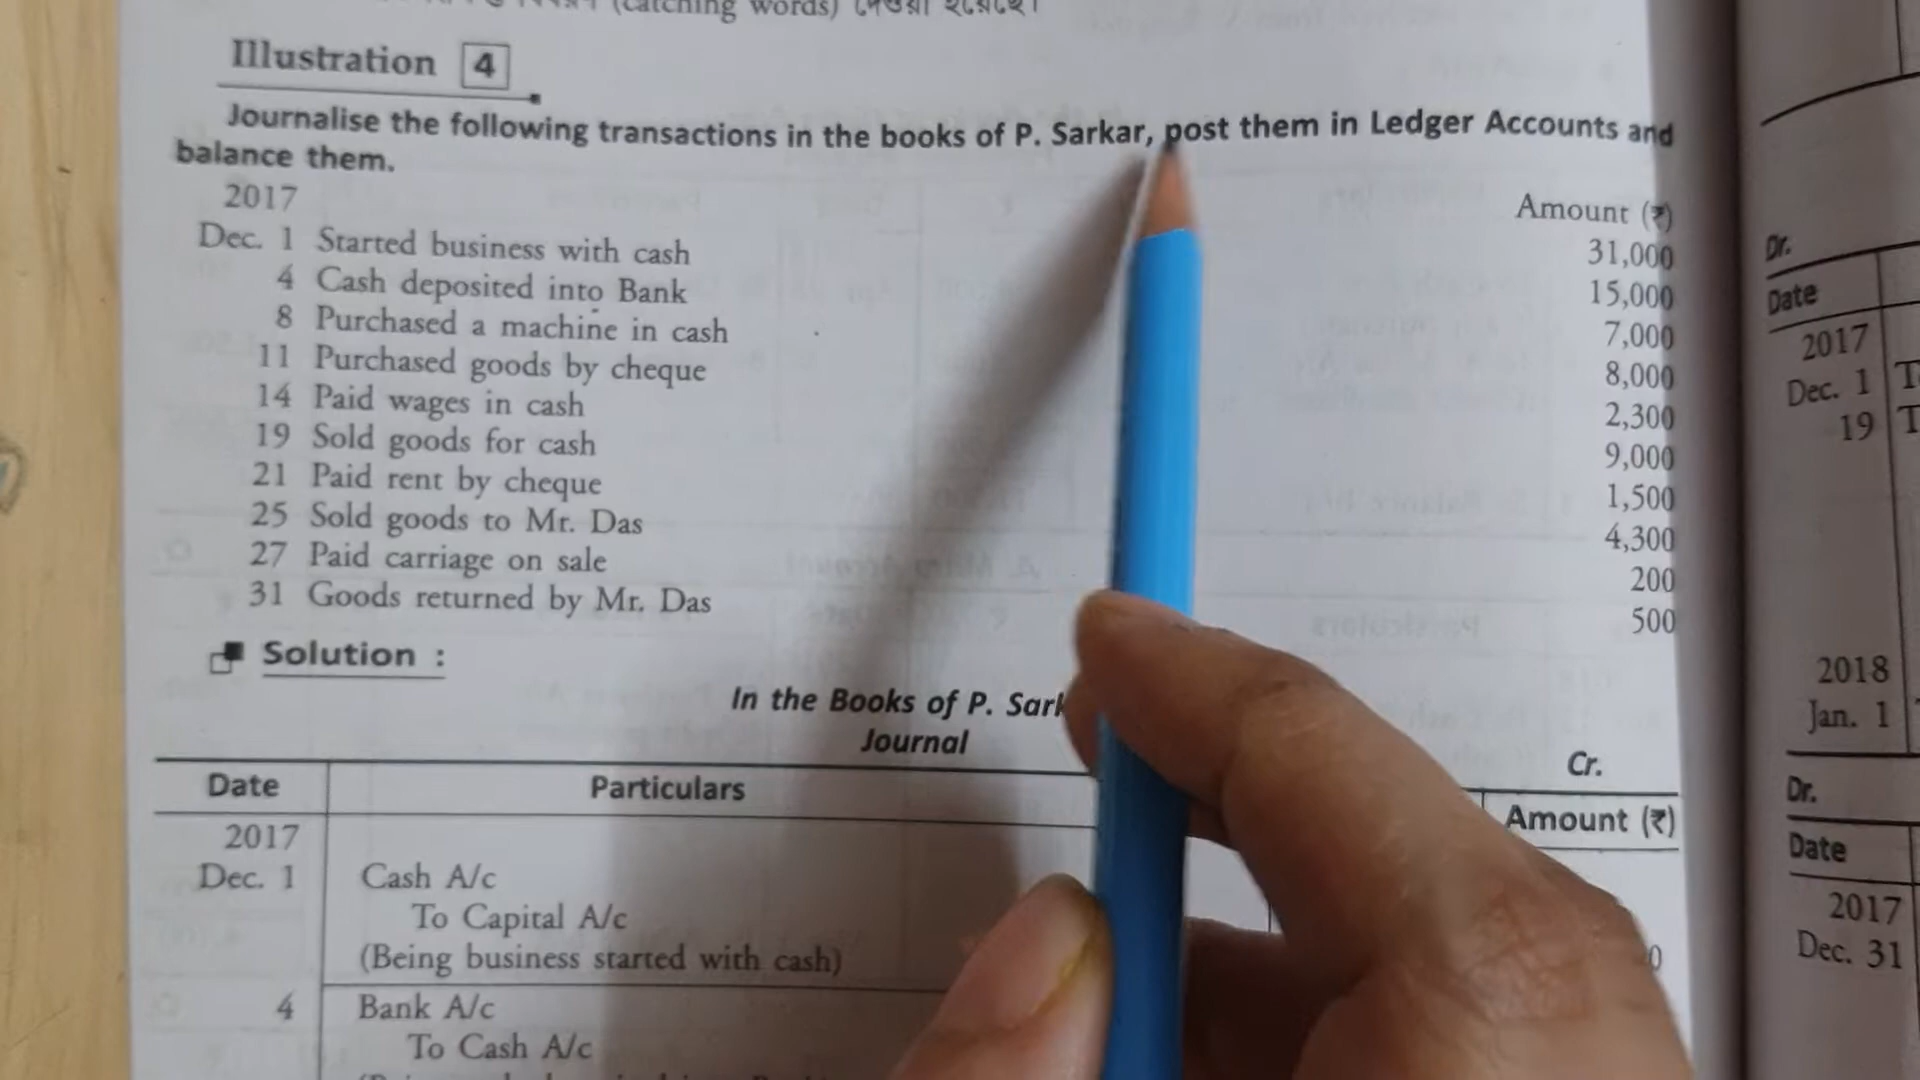 (catching words) দেওয়া হয়েছে।
Illustration 4
Journalise the following transactions in the books of P. Sarkar, post them in Ledger Accounts and
balance them.
2017 Amount (₹)
Dec. 1 Started business with cash 31,000
4 Cash deposited into Bank 15,000
8 Purchased a machine in cash 7,000
11 Purchased goods by cheque 8,000
14 Paid wages in cash 2,300
19 Sold goods for cash 9,000
21 Paid rent by cheque 1,500
25 Sold goods to Mr. Das 4,300
27 Paid carriage on sale 200
31 Goods returned by Mr. Das 500
Solution :
In the Books of P. Sark
Journal
Cr.
Date Particulars Amount (₹)
2017
Dec. 1 Cash A/c
To Capital A/c
(Being business started with cash)
4 Bank A/c
To Cash A/c
Dr.
Date
2017
Dec. 1
19
2018
Jan. 1
Dr.
Date
2017
Dec. 31